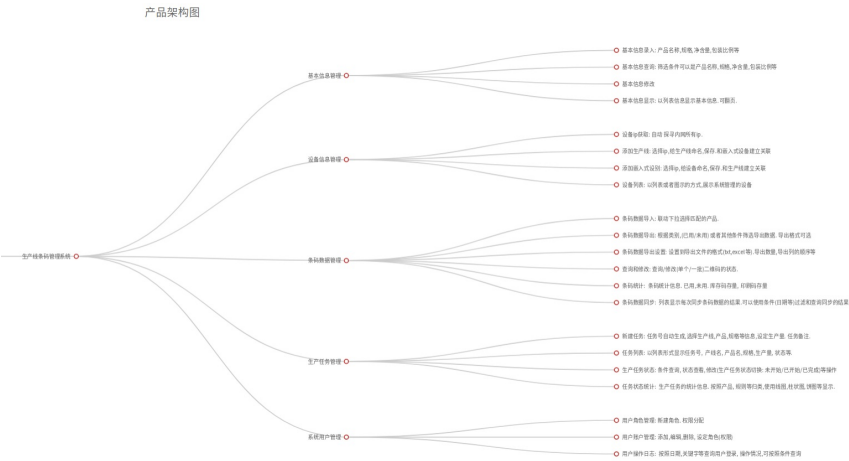 产品架构图
生产线条码管理系统
基本信息管理
基本信息录入: 产品名称,规格,净含量,包装比例等
基本信息查询: 筛选条件可以是产品名称,规格,净含量,包装比例等
基本信息修改
基本信息显示: 以列表信息显示基本信息. 可翻页.
设备信息管理
设备ip获取: 自动 探寻内网所有ip.
添加生产线: 选择ip,给生产线命名,保存. 和嵌入式设备建立关联
添加嵌入式设别: 选择ip,给设备命名,保存. 和生产线建立关联
设备列表: 以列表或者图示的方式,展示系统管理的设备
条码数据管理
条码数据导入: 联动下拉选择匹配的产品.
条码数据导出: 根据类别,(已用/未用) 或者其他条件筛选导出数据. 导出格式可选
条码数据导出设置: 设置到导出文件的格式(txt,excel等). 导出数量,导出列的顺序等
查询和修改: 查询/修改(单个/一批)二维码的状态.
条码统计: 条码统计信息. 已用,未用. 库存码存量, 印刷码存量
条码数据同步: 列表显示每次同步条码数据的结果.可以使用条件(日期等)过滤和查询同步的结果
生产任务管理
新建任务: 任务号自动生成,选择生产线,产品,规格等信息,设定生产量. 任务备注.
任务列表: 以列表形式显示任务号, 产线名, 产品名,规格,生产量, 状态等.
生产任务状态: 条件查询, 状态查看,修改(生产任务状态切换: 未开始/已开始/已完成)等操作
任务状态统计: 生产任务的统计信息. 按照产品, 规则等归类,使用线图,柱状图,饼图等显示.
系统用户管理
用户角色管理: 新建角色. 权限分配
用户账户管理: 添加,编辑,删除, 设定角色(权限)
用户操作日志: 按照日期,关键字等查询用户登录, 操作情况,可按照条件查询